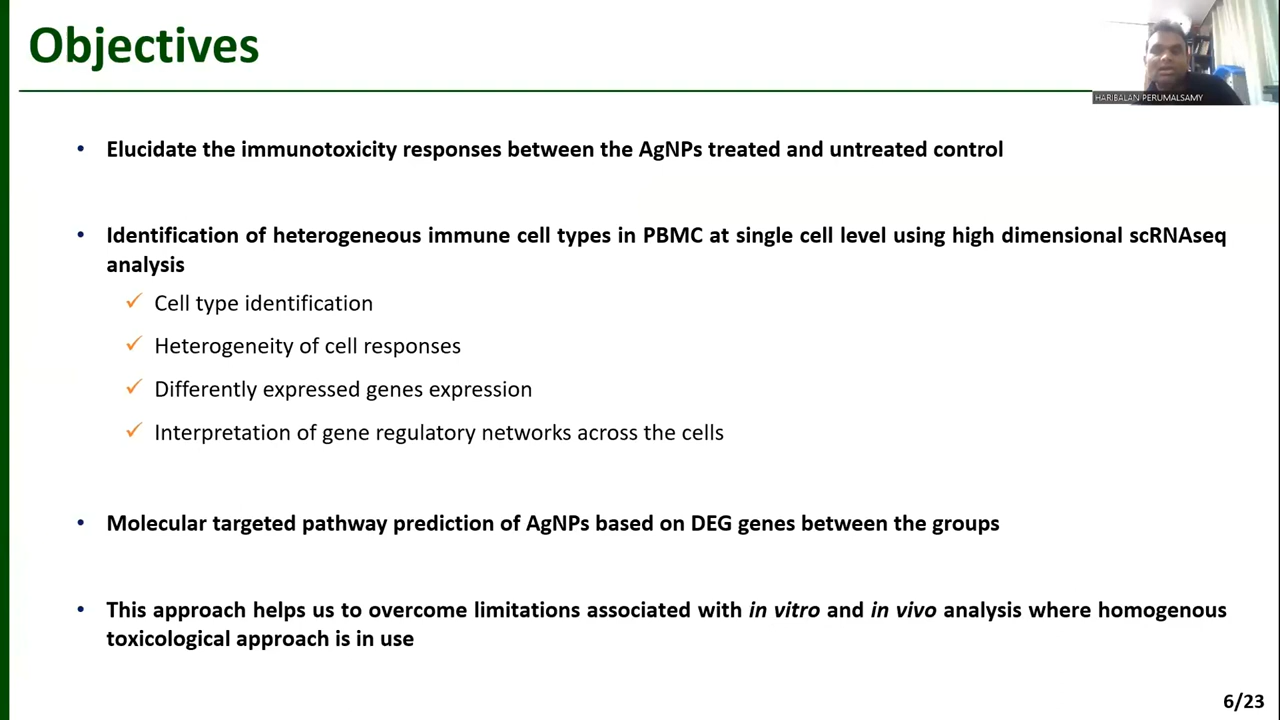 Objectives
HARIBALAN PERUMALSAMY
• Elucidate the immunotoxicity responses between the AgNPs treated and untreated control
• Identification of heterogeneous immune cell types in PBMC at single cell level using high dimensional scRNAseq
analysis
✓ Cell type identification
✓ Heterogeneity of cell responses
✓ Differently expressed genes expression
✓ Interpretation of gene regulatory networks across the cells
• Molecular targeted pathway prediction of AgNPs based on DEG genes between the groups
• This approach helps us to overcome limitations associated with in vitro and in vivo analysis where homogenous
toxicological approach is in use
6/23